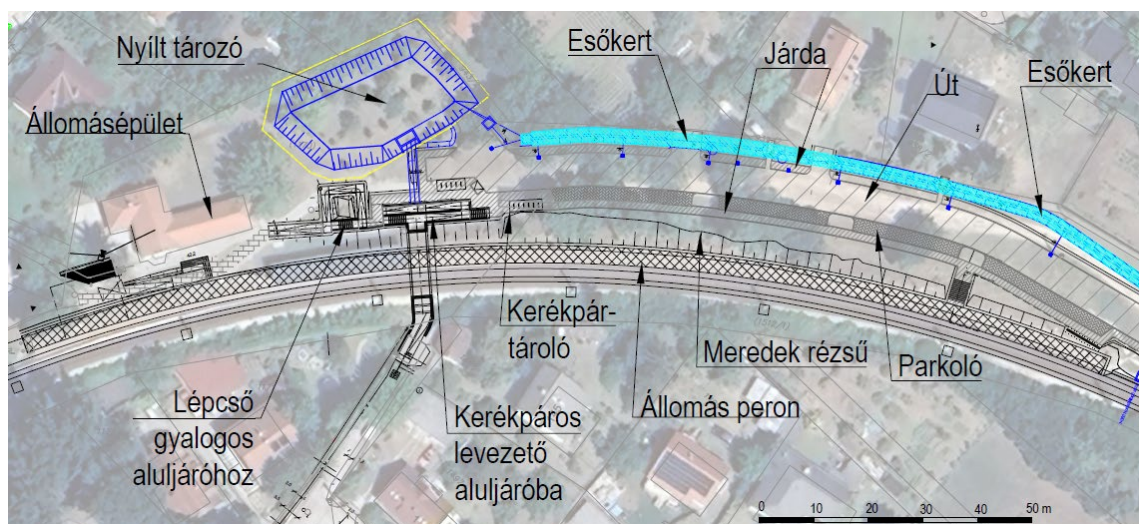 Nyílt tározó
Esőkert
Járda
Út
Esőkert
Állomásépület
Lépcső
gyalogos
aluljáróhoz
Kerékpáros
levezető
aluljáróba
Kerékpár-
tároló
Állomás peron
Meredek rézsű
Parkoló
0 10 20 30 40 50 m